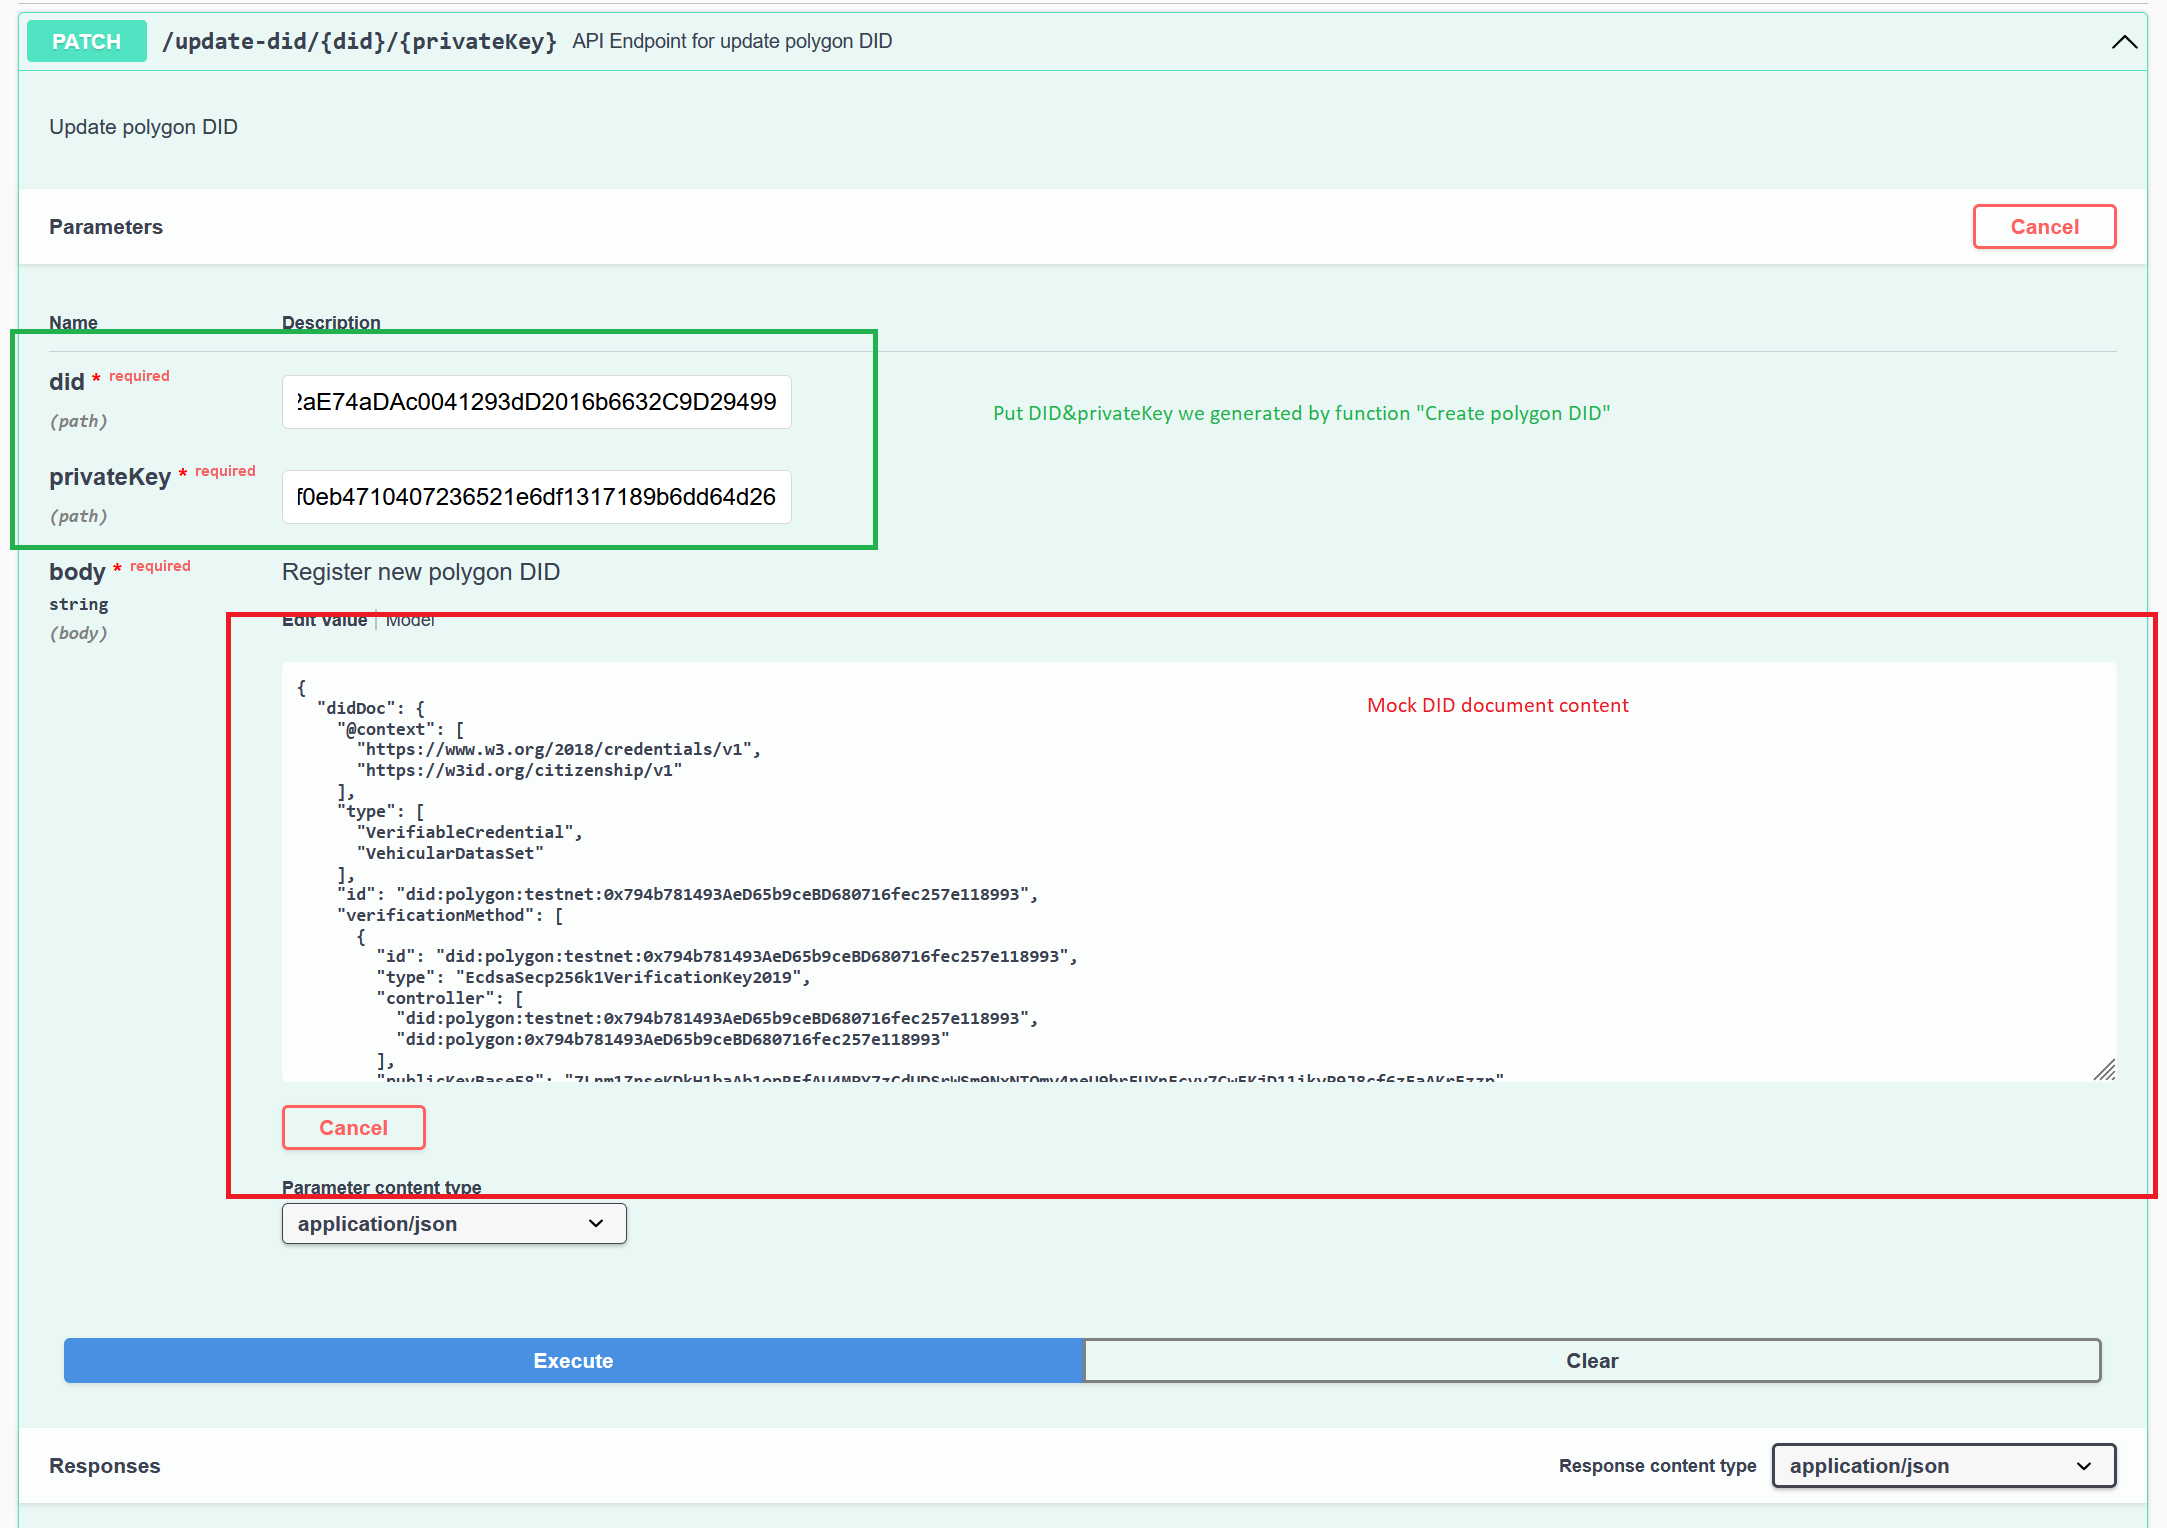 PATCH /update-did/{did}/{privateKey} API Endpoint for update polygon DID
Update polygon DID
Parameters
Cancel
Name Description
did * required
(path)
2aE74aDAc0041293dD2016b6632C9D29499
Put DID&privateKey we generated by function "Create polygon DID"
privateKey * required
(path)
f0eb4710407236521e6df1317189b6dd64d26
body * required
string
(body)
Register new polygon DID
Edit Value | Model
Mock DID document content
{
"didDoc": {
"@context": [
"https://www.w3.org/2018/credentials/v1",
"https://w3id.org/citizenship/v1"
],
"type": [
"VerifiableCredential",
"VehicularDatasSet"
],
"id": "did:polygon:testnet:0x794b781493AeD65b9ceBD680716fec257e118993",
"verificationMethod": [
{
"id": "did:polygon:testnet:0x794b781493AeD65b9ceBD680716fec257e118993",
"type": "EcdsaSecp256k1VerificationKey2019",
"controller": [
"did:polygon:testnet:0x794b781493AeD65b9ceBD680716fec257e118993",
"did:polygon:0x794b781493AeD65b9ceBD680716fec257e118993"
],
"publicKeyBase58":
Cancel
Parameter content type
application/json
Execute
Clear
Responses
Response content type
application/json